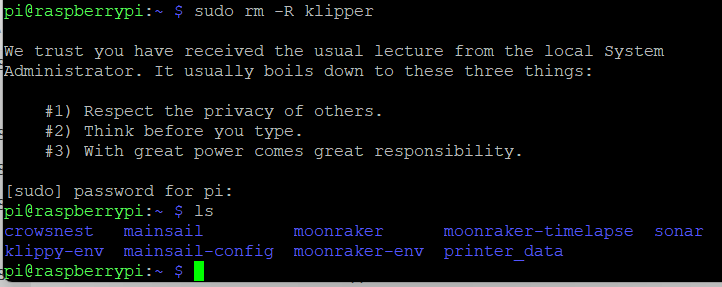 pi@raspberrypi:~ $ sudo rm -R klipper
We trust you have received the usual lecture from the local System
Administrator. It usually boils down to these three things:
#1) Respect the privacy of others.
#2) Think before you type.
#3) With great power comes great responsibility.
[sudo] password for pi:
pi@raspberrypi:~ $ ls
crowsnest mainsail moonraker moonraker-timelapse sonar
klippy-env mainsail-config moonraker-env printer_data
pi@raspberrypi:~ $